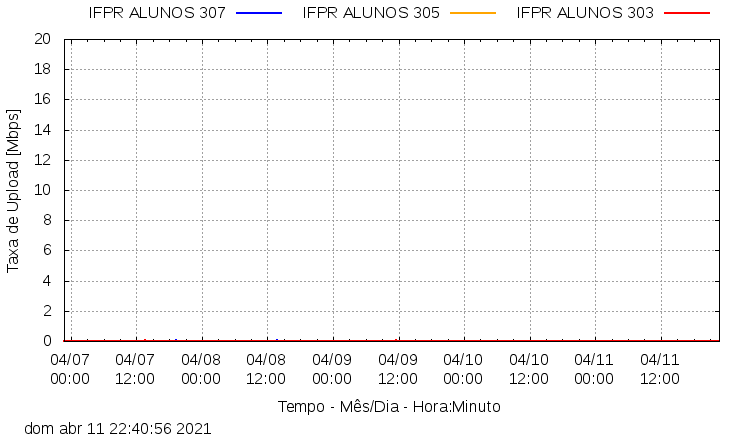 IFPR ALUNOS 307 IFPR ALUNOS 305 IFPR ALUNOS 303
Taxa de Upload [Mbps]
20
18
16
14
12
10
8
6
4
2
0
04/07 04/07 04/08 04/08 04/09 04/09 04/10 04/10 04/11 04/11
00:00 12:00 00:00 12:00 00:00 12:00 00:00 12:00 00:00 12:00
Tempo - Mês/Dia - Hora:Minuto
dom abr 11 22:40:56 2021